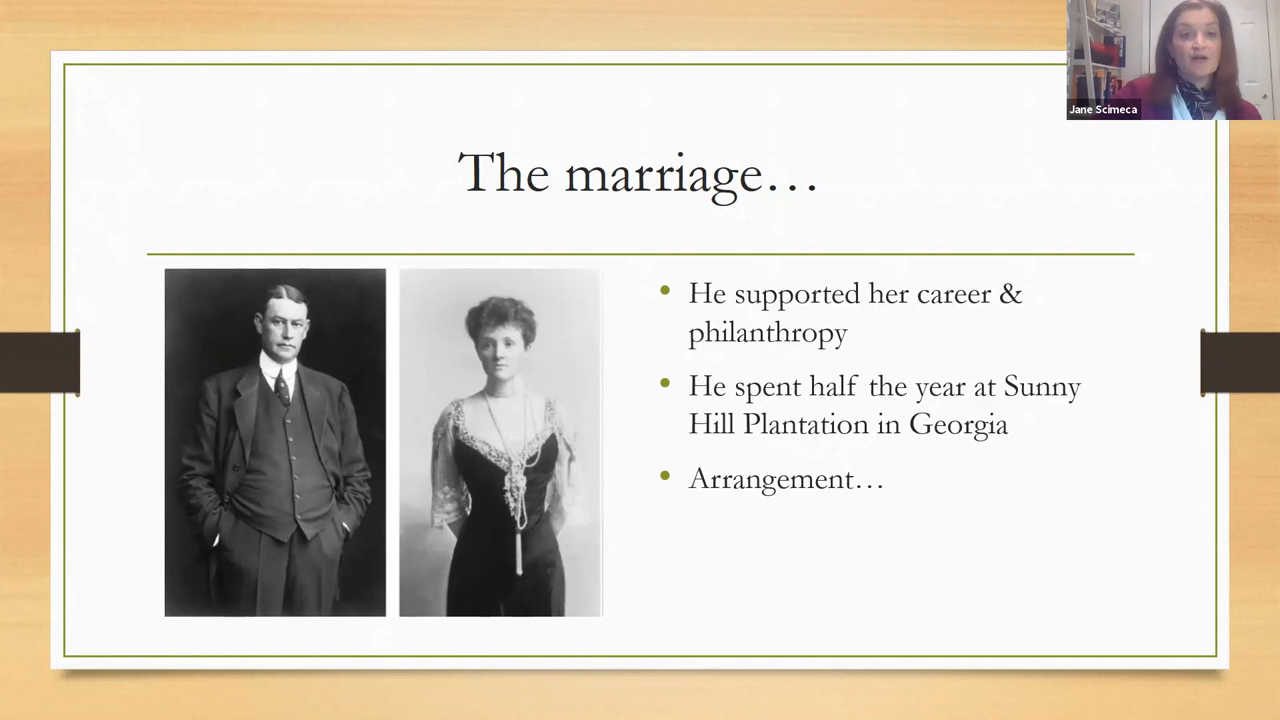 Jane Scimeca
The marriage…
He supported her career &
philanthropy
He spent half the year at Sunny
Hill Plantation in Georgia
Arrangement…